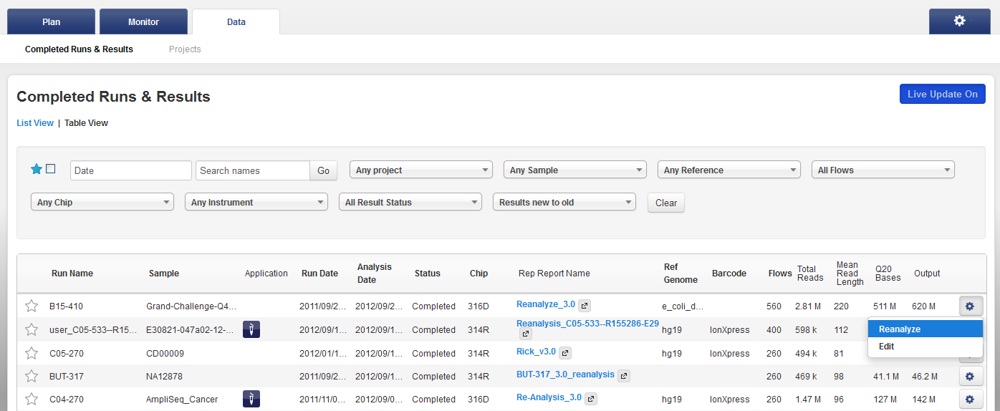 Plan Monitor Data
Completed Runs & Results Projects
Completed Runs & Results
Live Update On
List View | Table View
Date Search names Go Any project Any Sample Any Reference All Flows
Any Chip Any Instrument All Result Status Results new to old Clear
Run Name Sample Application Run Date Analysis Date Status Chip Rep Report Name Ref Genome Barcode Flows Total Reads Mean Read Length Q20 Bases Output
B15-410 Grand-Challenge-Q4... 2011/09/2... 2012/09/2... Completed 316D Reanalyze_3.0 e_coli_d... 560 2.81 M 220 511 M 620 M
user_C05-533--R15... E30821-047a02-12-... 2012/09/1... 2012/09/1... Completed 314R Reanalysis_C05-533--R155286-E29 hg19 IonXpress 400 598 k 112
Reanalyze
Edit
C05-270 CD00009 2012/01/1... 2012/09/1... Completed 314R Rick_v3.0 hg19 IonXpress 260 494 k 81
BUT-317 NA12878 2011/09/2... 2012/09/1... Completed 314R BUT-317_3.0_reanalysis 260 469 k 98 41.1 M 46.2 M
C04-270 AmpliSeq_Cancer 2011/11/0... 2012/09/0... Completed 316D Re-Analysis_3.0 hg19 IonXpress 260 1.47 M 96 127 M 142 M